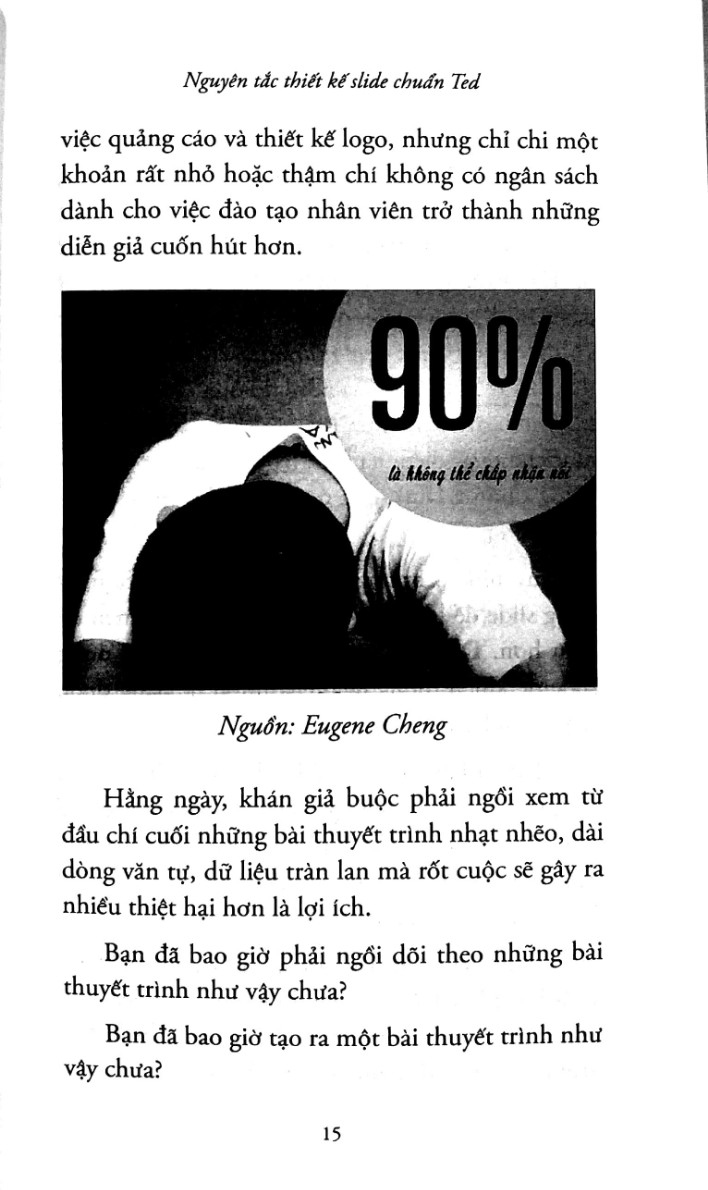 Nguyên tắc thiết kế slide chuẩn Ted
việc quảng cáo và thiết kế logo, nhưng chỉ chi một
khoản rất nhỏ hoặc thậm chí không có ngân sách
dành cho việc đào tạo nhân viên trở thành những
diễn giả cuốn hút hơn.
90%
là không thể chấp nhận nổi
Nguồn: Eugene Cheng
Hằng ngày, khán giả buộc phải ngồi xem từ
đầu chí cuối những bài thuyết trình nhạt nhẽo, dài
dòng văn tự, dữ liệu tràn lan mà rốt cuộc sẽ gây ra
nhiều thiệt hại hơn là lợi ích.
Bạn đã bao giờ phải ngồi dõi theo những bài
thuyết trình như vậy chưa?
Bạn đã bao giờ tạo ra một bài thuyết trình như
vậy chưa?
15